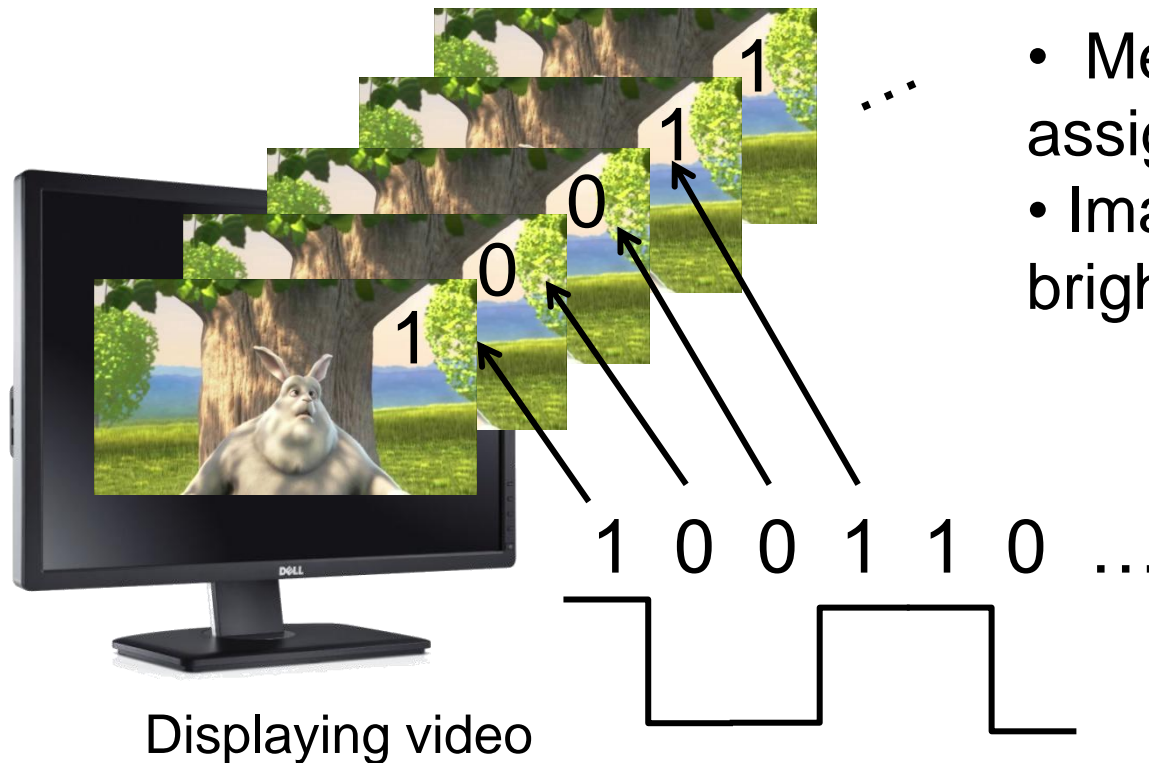 1
…
• Me
1
assig
0
• Ima
0
brigh
1
1 0 0 1 1 0 …
DELL
Displaying video